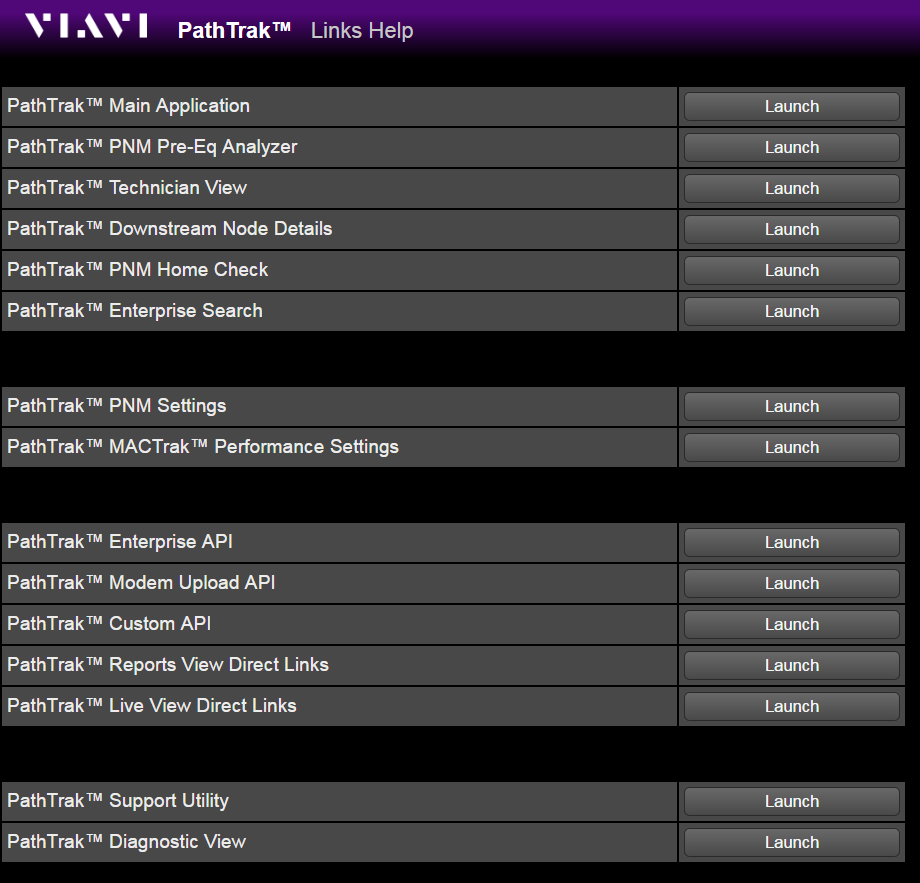 VIAVI PathTrak™ Links Help
PathTrak™ Main Application Launch
PathTrak™ PNM Pre-Eq Analyzer Launch
PathTrak™ Technician View Launch
PathTrak™ Downstream Node Details Launch
PathTrak™ PNM Home Check Launch
PathTrak™ Enterprise Search Launch
PathTrak™ PNM Settings Launch
PathTrak™ MACTrak™ Performance Settings Launch
PathTrak™ Enterprise API Launch
PathTrak™ Modem Upload API Launch
PathTrak™ Custom API Launch
PathTrak™ Reports View Direct Links Launch
PathTrak™ Live View Direct Links Launch
PathTrak™ Support Utility Launch
PathTrak™ Diagnostic View Launch